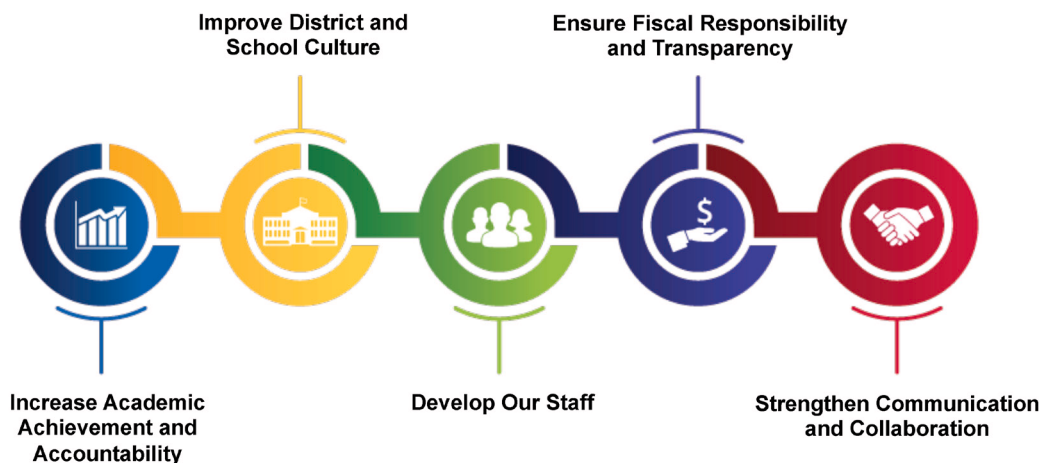 Improve District and
School Culture
Ensure Fiscal Responsibility
and Transparency
$
Increase Academic
Achievement and
Accountability
Develop Our Staff
Strengthen Communication
and Collaboration